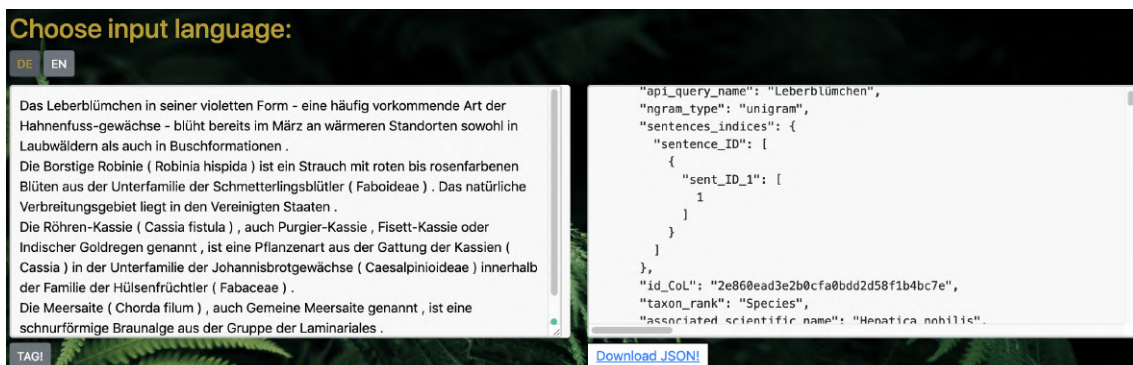 Choose input language:
DE EN
Das Leberblümchen in seiner violetten Form - eine häufig vorkommende Art der
Hahnenfuss-gewächse - blüht bereits im März an wärmeren Standorten sowohl in
Laubwäldern als auch in Buschformationen .
Die Borstige Robinie ( Robinia hispida ) ist ein Strauch mit roten bis rosenfarbenen
Blüten aus der Unterfamilie der Schmetterlingsblütler ( Faboideae ) . Das natürliche
Verbreitungsgebiet liegt in den Vereinigten Staaten .
Die Röhren-Kassie ( Cassia fistula ) , auch Purgier-Kassie , Fisett-Kassie oder
Indischer Goldregen genannt , ist eine Pflanzenart aus der Gattung der Kassien (
Cassia ) in der Unterfamilie der Johannisbrotgewächse ( Caesalpinioideae ) innerhalb
der Familie der Hülsenfrüchtler ( Fabaceae ) .
Die Meersaite ( Chorda filum ) , auch Gemeine Meersaite genannt , ist eine
schnurförmige Braunalge aus der Gruppe der Laminariales .
TAG!
"api_query_name": "Leberblümchen",
"ngram_type": "unigram",
"sentences_indices": {
"sentence_ID": [
{
"sent_ID_1": [
1
]
}
]
},
"id_CoL": "2e860ead3e2b0cfa0bdd2d58f1b4bc7e",
"taxon_rank": "Species",
"associated_scientific_name": "Hepatica nobilis",
Download JSON!